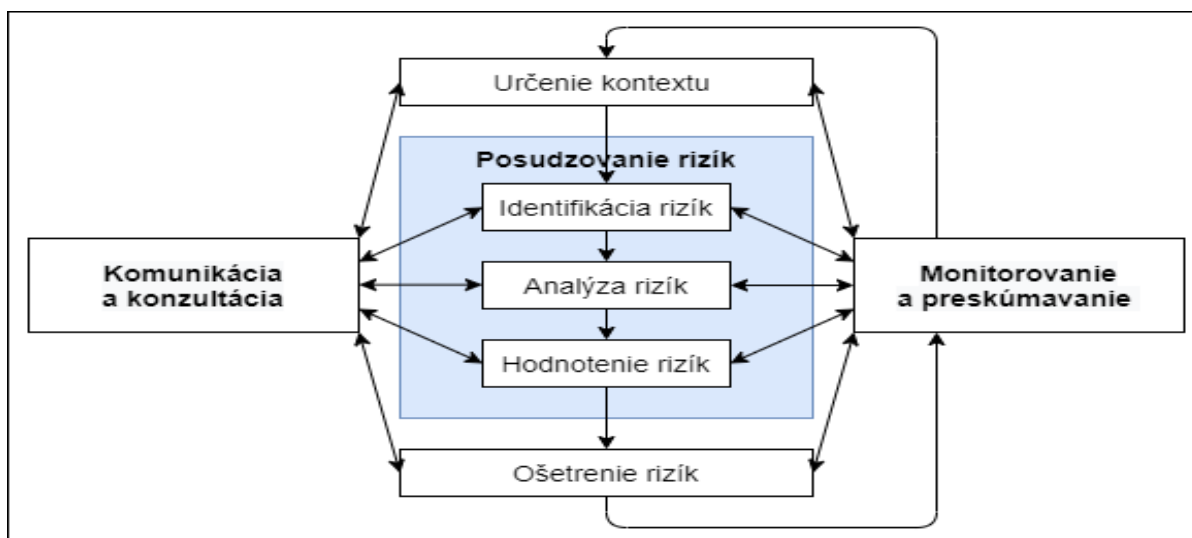 Určenie kontextu
Posudzovanie rizík
Identifikácia rizík
Komunikácia
a konzultácia
Analýza rizík
Monitorovanie
a preskúmavanie
Hodnotenie rizík
Ošetrenie rizík